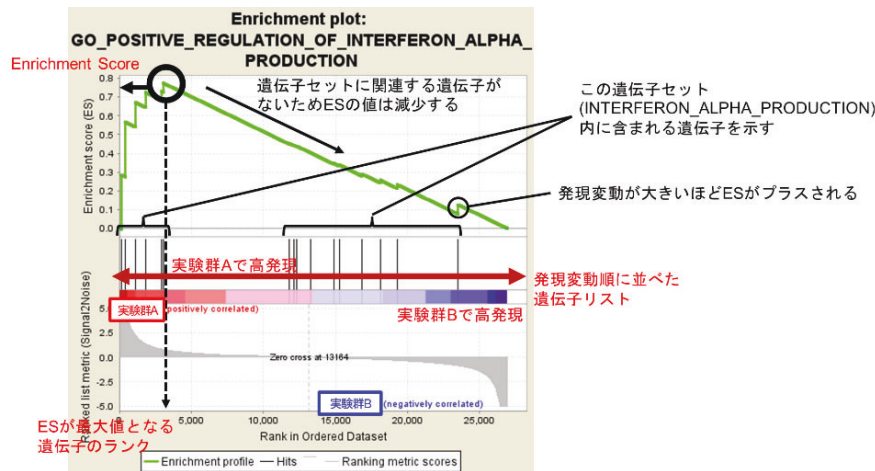 Enrichment plot:
GO_POSITIVE_REGULATION_OF_INTERFERON_ALPHA_
PRODUCTION
Enrichment Score
遺伝子セットに関連する遺伝子が
ないためESの値は減少する
この遺伝子セット
(INTERFERON_ALPHA_PRODUCTION)
内に含まれる遺伝子を示す
発現変動が大きいほどESがプラスされる
Enrichment score (ES)
0.8
0.7
0.6
0.5
0.4
0.3
0.2
0.1
0.0
実験群Aで高発現
発現変動順に並べた
遺伝子リスト
実験群A
(positively correlated)
実験群Bで高発現
Ranked list metric (Signal2Noise)
5.0
2.5
0.0
-2.5
-5.0
Zero cross at 13164
実験群B
(negatively correlated)
0
5,000
10,000
15,000
20,000
25,000
Rank in Ordered Dataset
ESが最大値となる
遺伝子のランク
Enrichment profile
Hits
Ranking metric scores